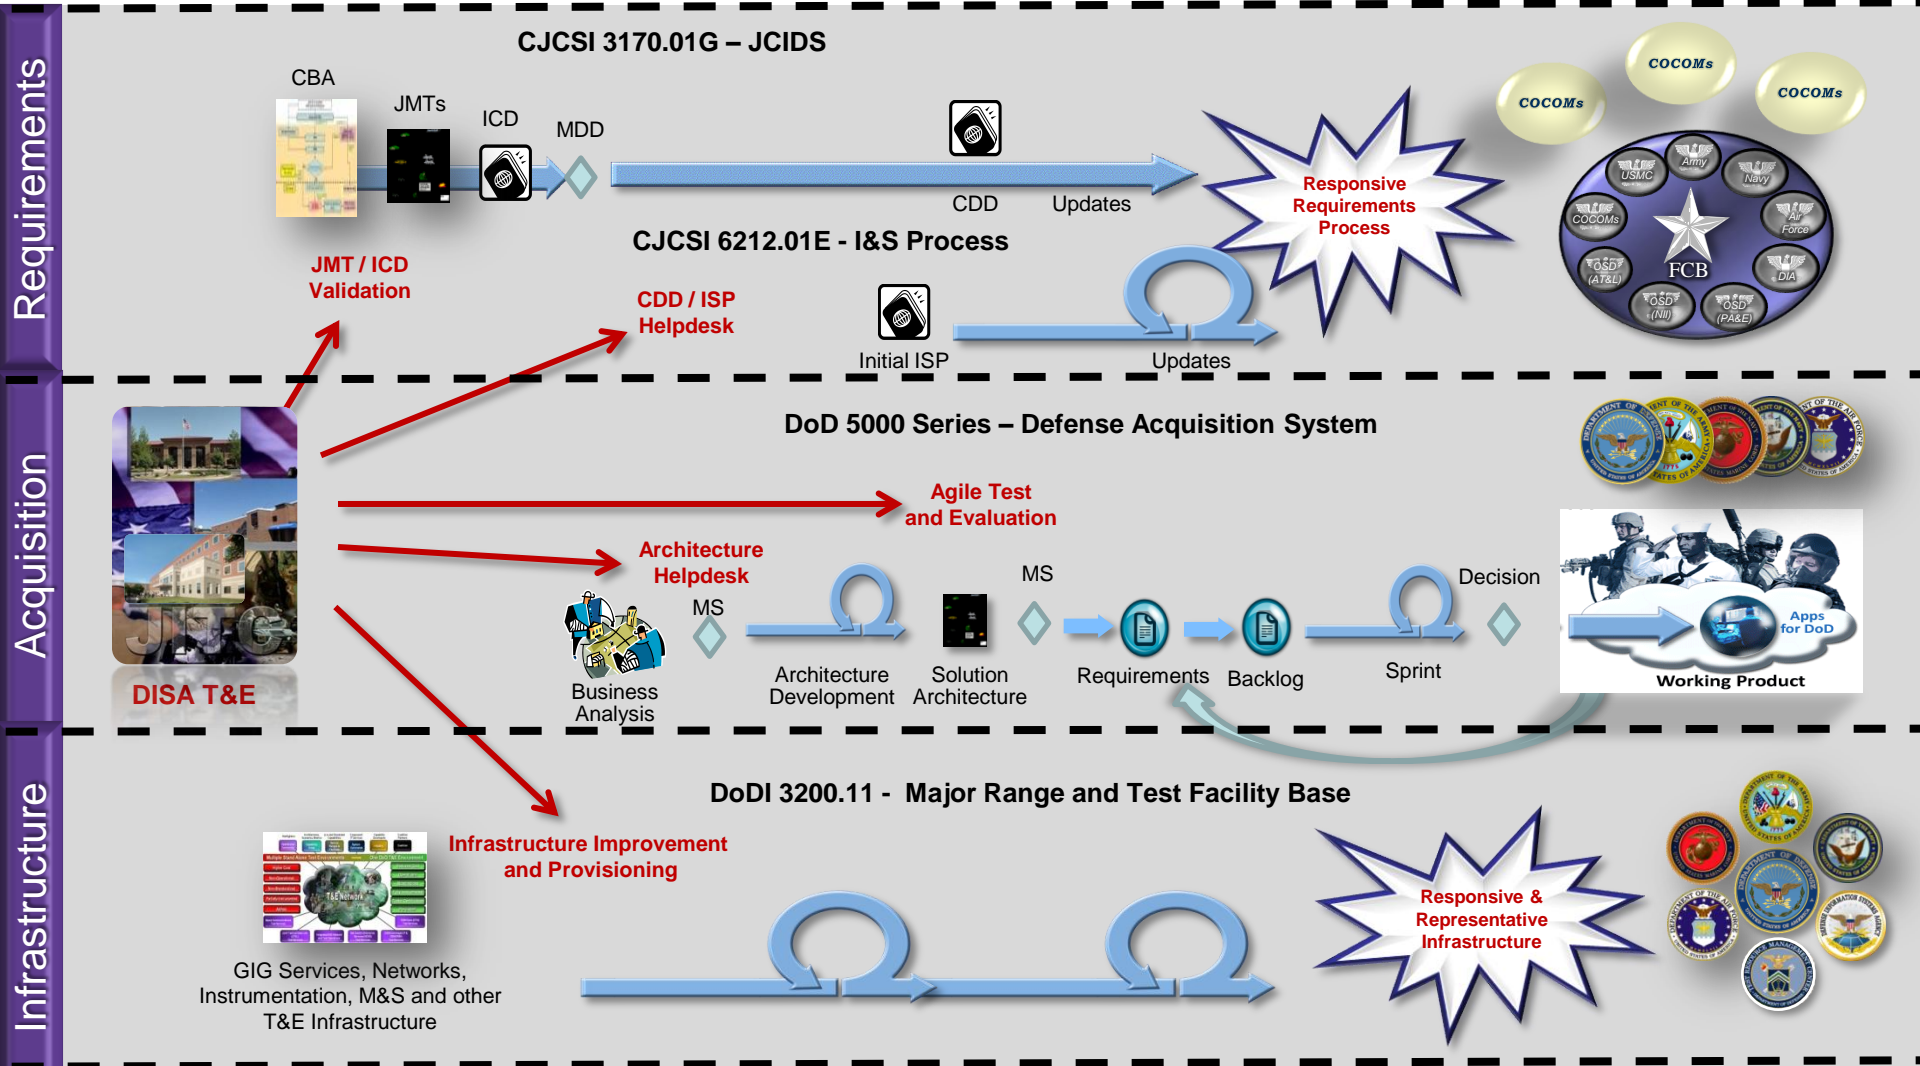 Requirements
CJCSI 3170.01G – JCIDS
CBA
JMTs
ICD
MDD
CDD
Updates
Responsive
Requirements
Process
COCOMs
COCOMs
COCOMs
Army
USMC
Navy
COCOMs
Air
Force
OSD
(AT&L)
DIA
OSD
(NII)
OSD
(PA&E)
FCB
CJCSI 6212.01E - I&S Process
JMT / ICD
Validation
CDD / ISP
Helpdesk
Initial ISP
Updates
Acquisition
DoD 5000 Series – Defense Acquisition System
Agile Test
and Evaluation
Architecture
Helpdesk
JITC
DISA T&E
Business
Analysis
MS
Architecture
Development
Solution
Architecture
MS
Requirements
Backlog
Sprint
Decision
Apps
for DoD
Working Product
Infrastructure
DoDI 3200.11 - Major Range and Test Facility Base
Infrastructure Improvement
and Provisioning
T&E Network
GIG Services, Networks,
Instrumentation, M&S and other
T&E Infrastructure
Responsive &
Representative
Infrastructure